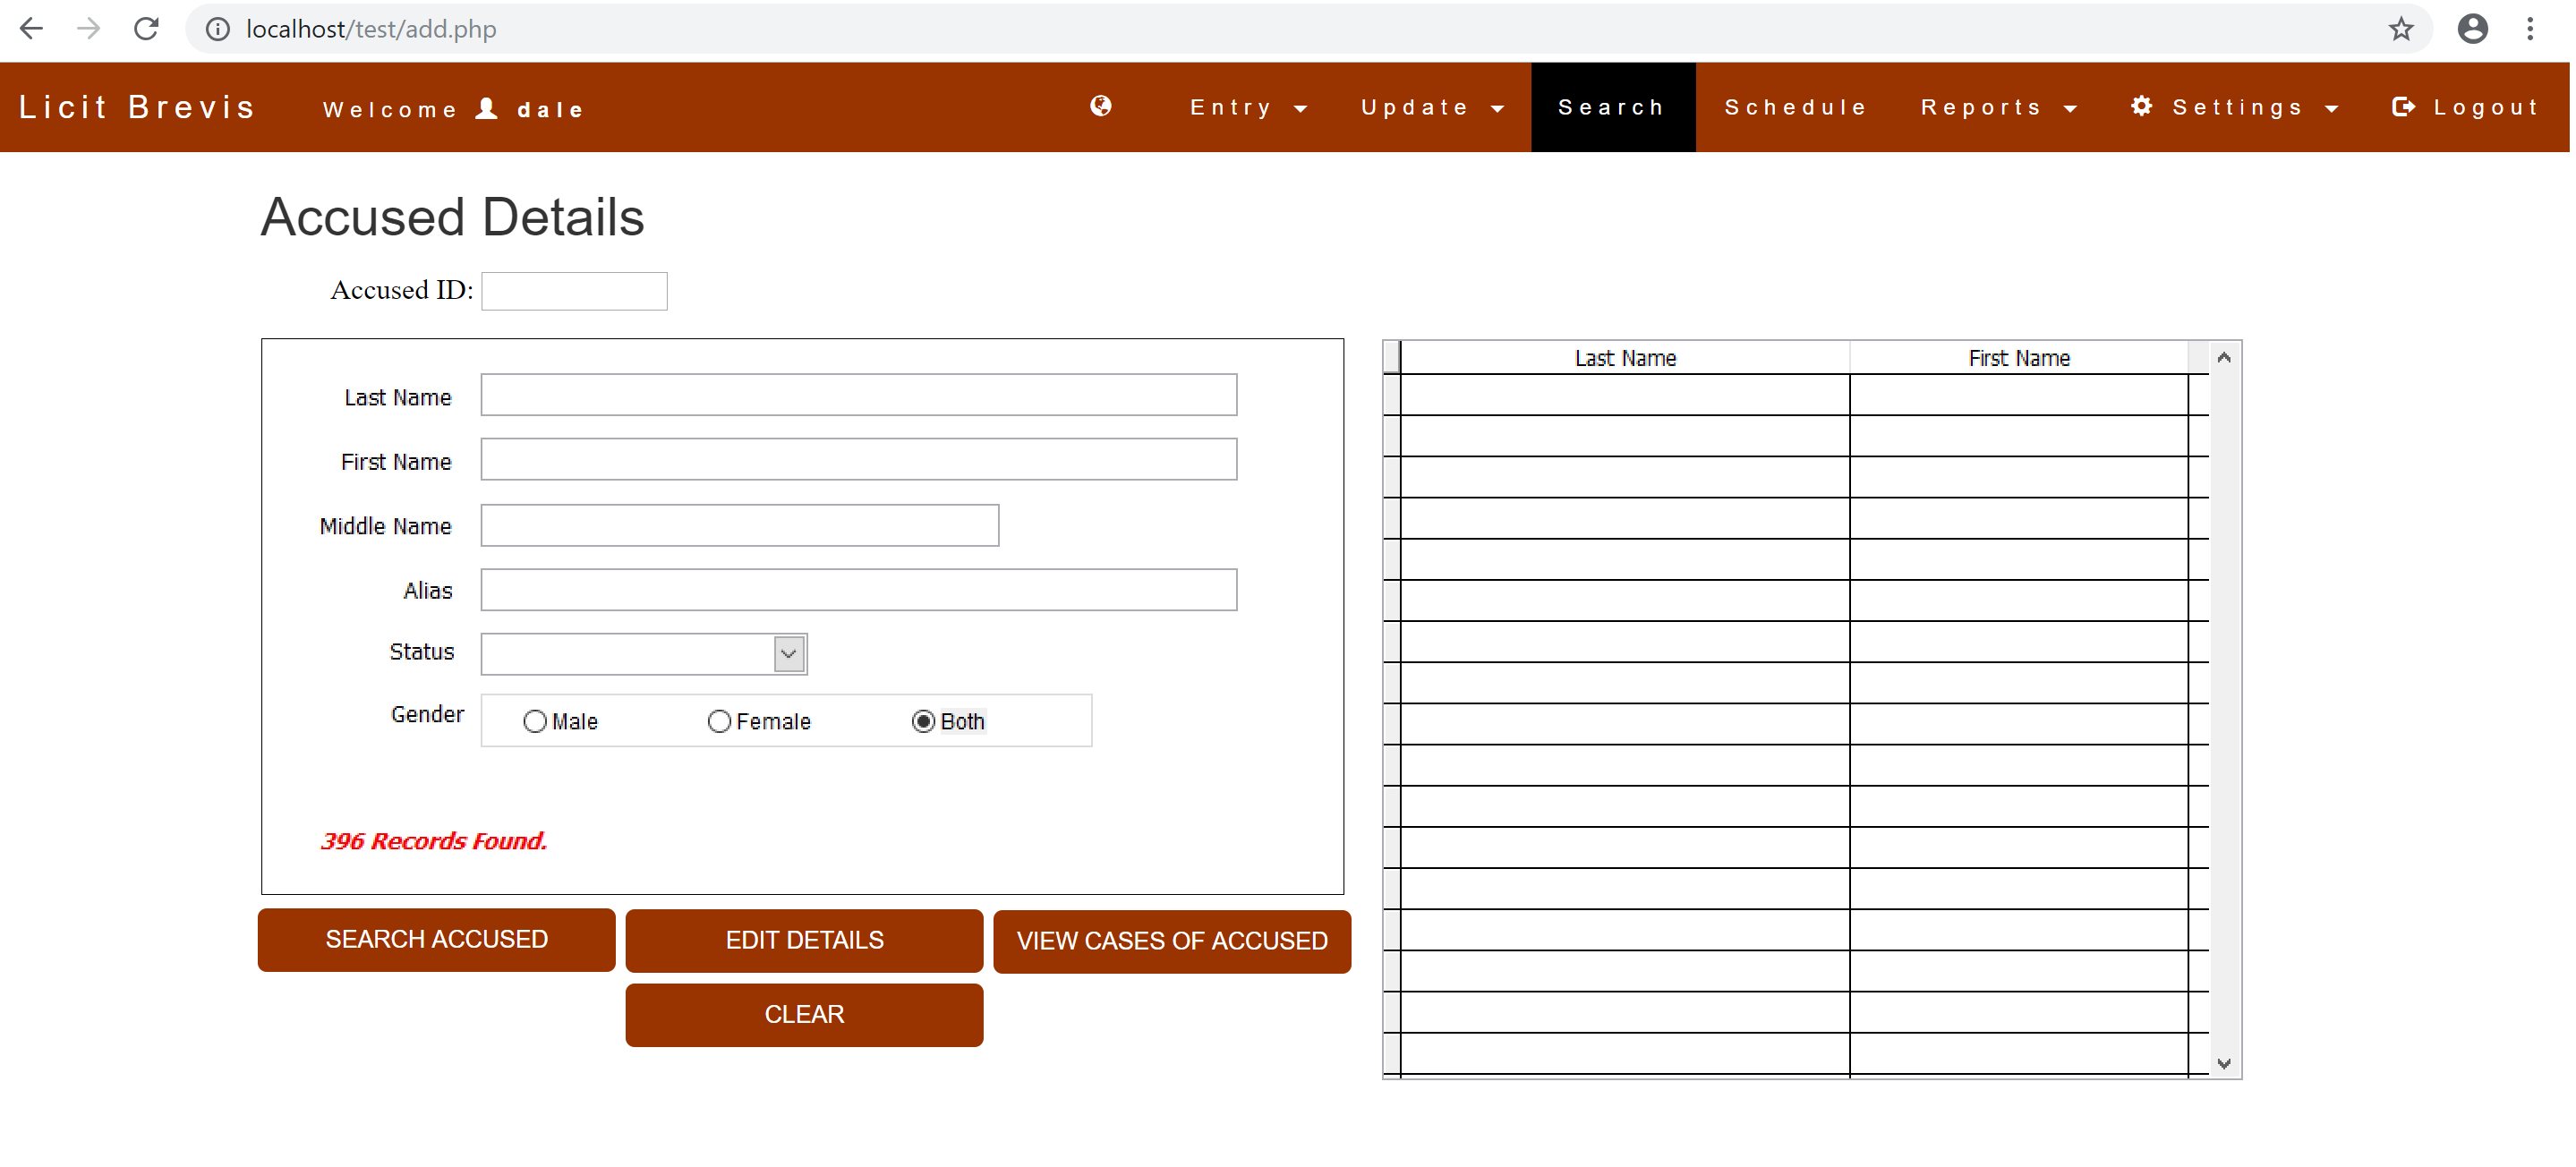 localhost/test/add.php
Licit Brevis Welcome dale Entry Update Search Schedule Reports Settings Logout
Accused Details
Accused ID:
Last Name
First Name
Middle Name
Alias
Status
Gender Male Female Both
396 Records Found.
SEARCH ACCUSED EDIT DETAILS VIEW CASES OF ACCUSED
CLEAR
Last Name First Name